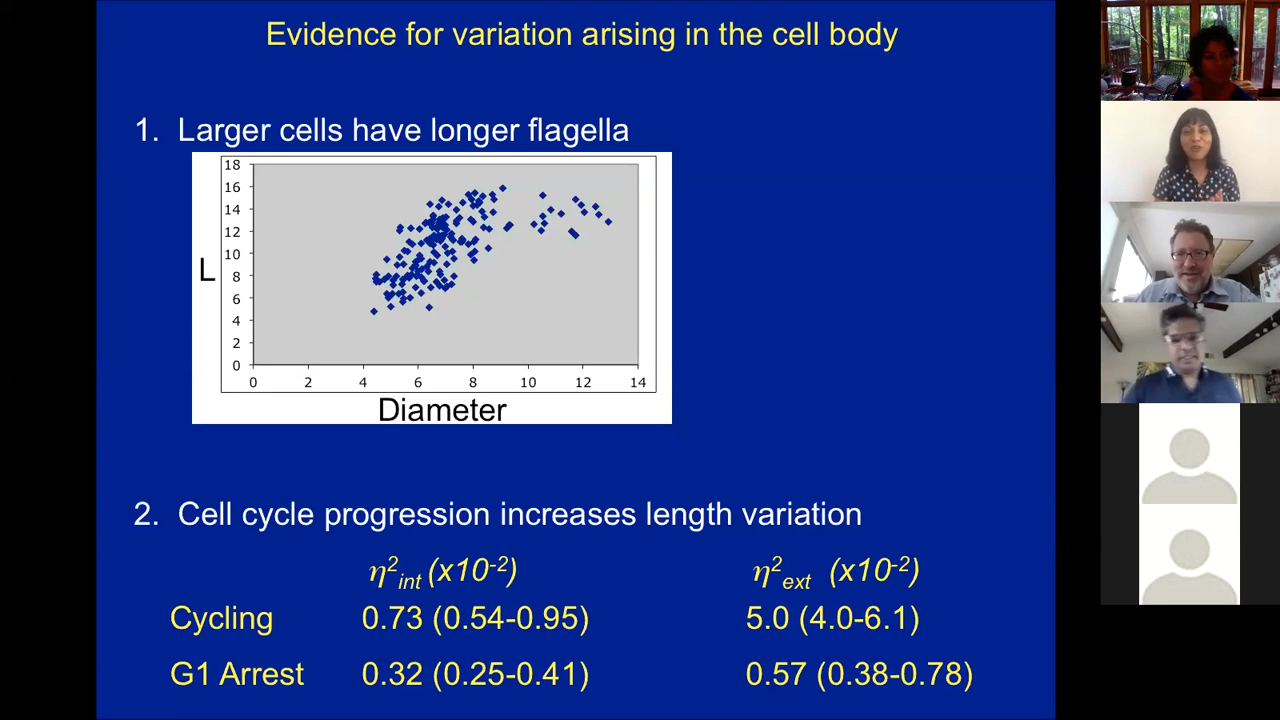 Evidence for variation arising in the cell body
1. Larger cells have longer flagella
18
16
14
12
10
8
6
4
2
0
L
0 2 4 6 8 10 12 14
Diameter
2. Cell cycle progression increases length variation
η²int (x10⁻²) η²ext (x10⁻²)
Cycling 0.73 (0.54-0.95) 5.0 (4.0-6.1)
G1 Arrest 0.32 (0.25-0.41) 0.57 (0.38-0.78)